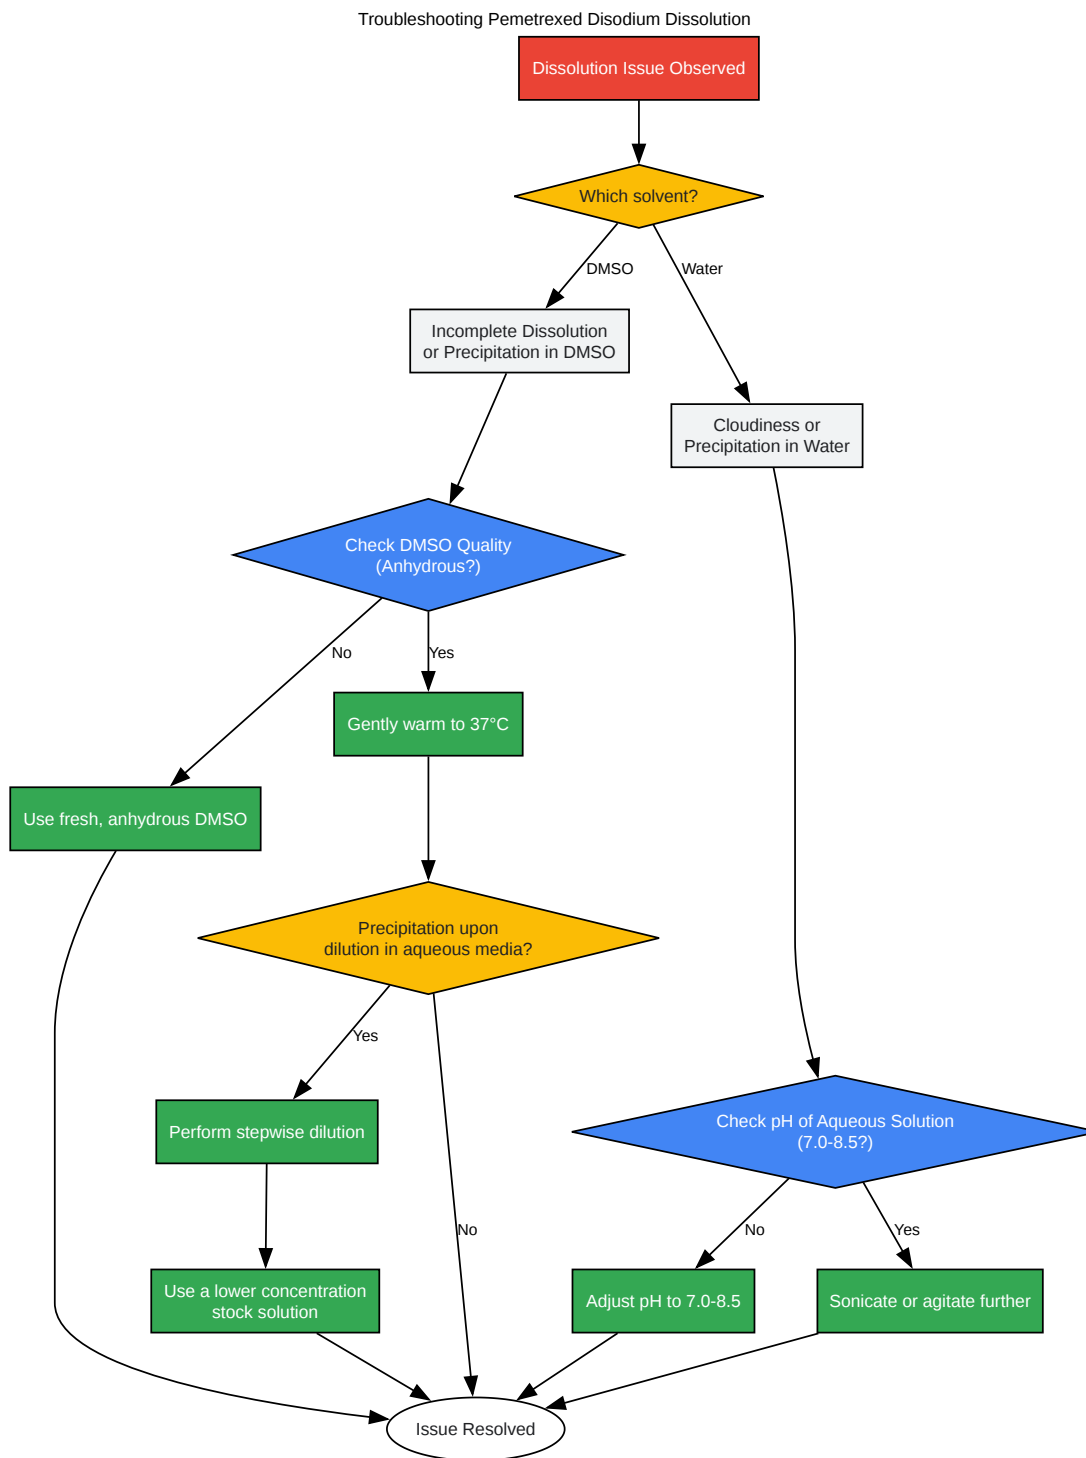 Troubleshooting Pemetrexed Disodium Dissolution
Dissolution Issue Observed
Which solvent?
DMSO
Water
Incomplete Dissolution
or Precipitation in DMSO
Cloudiness or
Precipitation in Water
Check DMSO Quality
(Anhydrous?)
No
Yes
Gently warm to 37°C
Use fresh, anhydrous DMSO
Precipitation upon
dilution in aqueous media?
Yes
Perform stepwise dilution
Check pH of Aqueous Solution
(7.0-8.5?)
No
No
Yes
Use a lower concentration
stock solution
Adjust pH to 7.0-8.5
Sonicate or agitate further
Issue Resolved